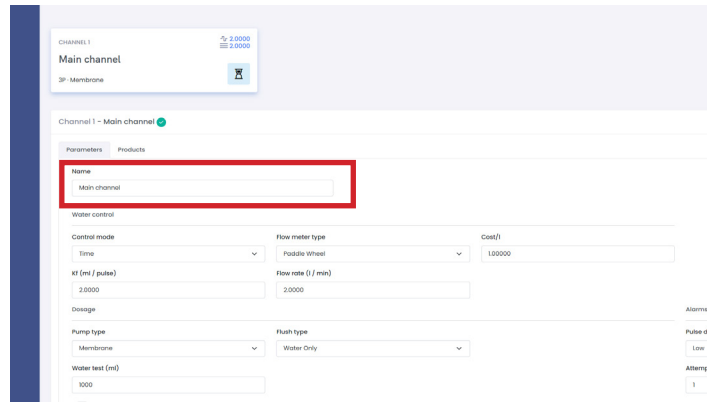 CHANNEL 1
2.0000
2.0000
Main channel
3P - Membrane
Channel 1 - Main channel
Parameters Products
Name
Main channel
Water control
Control mode Flow meter type Cost/l
Time Paddle Wheel 1.00000
Kf (ml / pulse) Flow rate (l / min)
2.0000 2.0000
Dosage Alarms
Pump type Flush type Pulse d
Membrane Water Only Low
Water test (ml) Attemp
1000 1